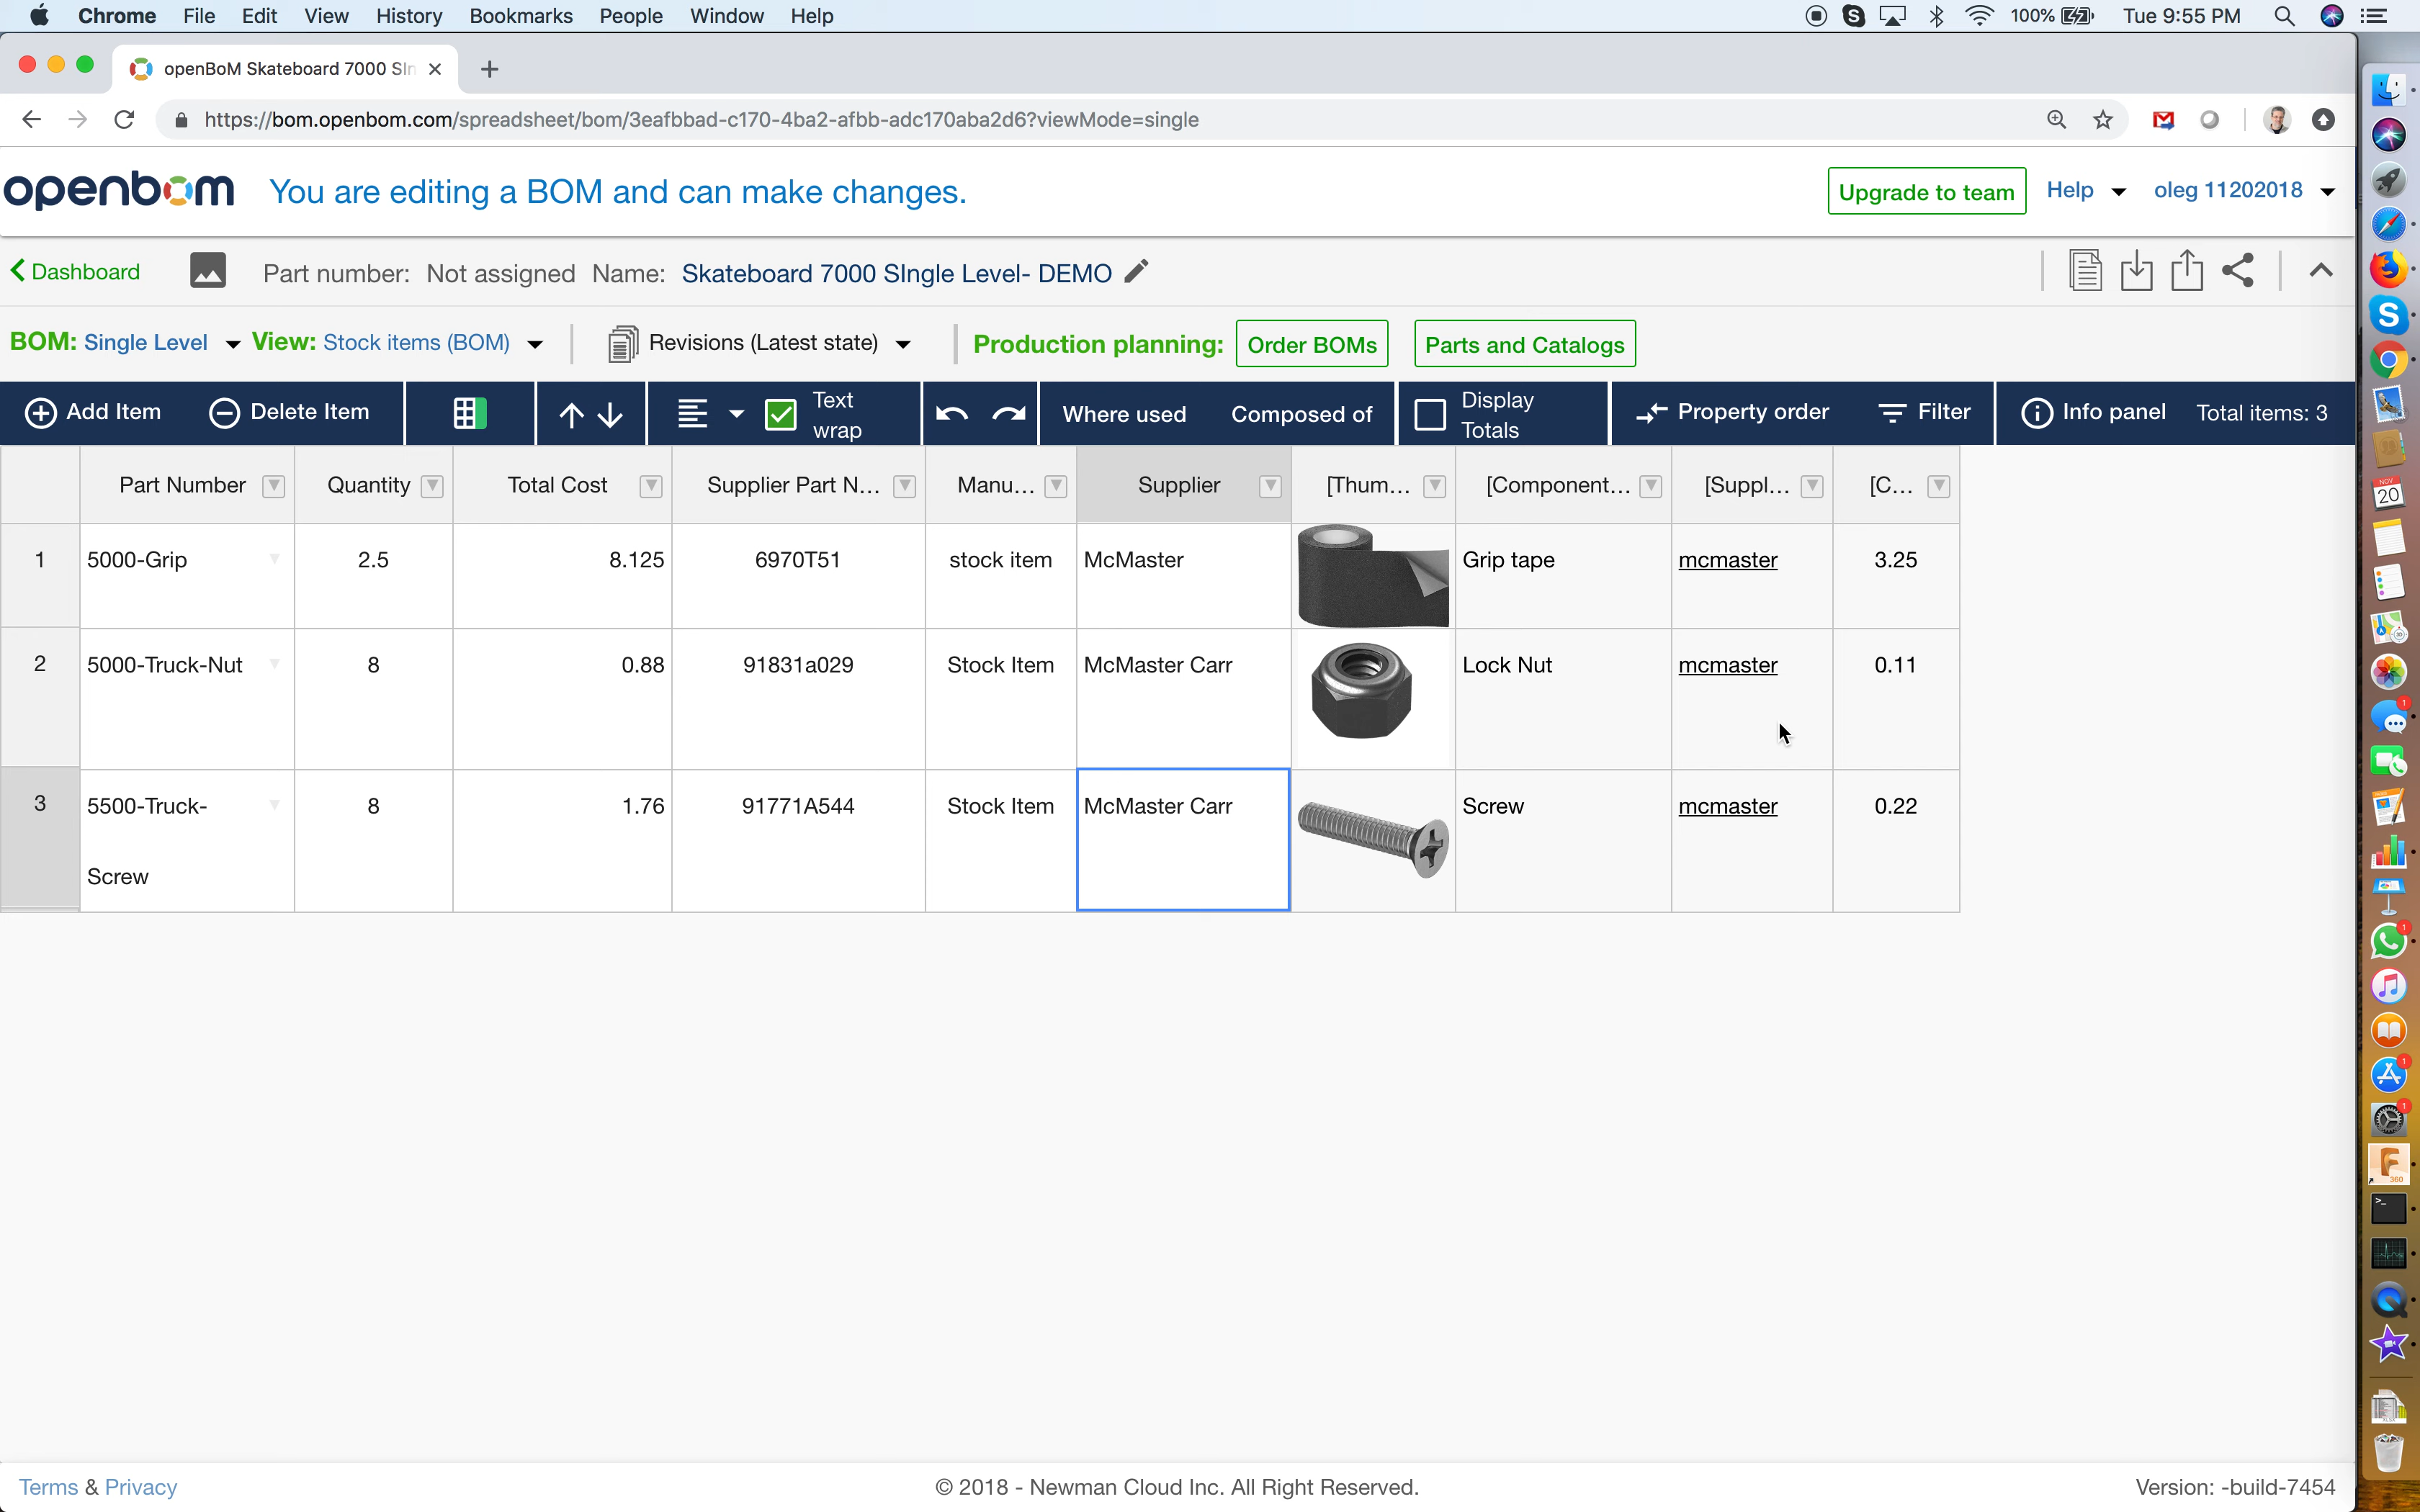 Chrome File Edit View History Bookmarks People Window Help 100% Tue 9:55 PM
openBoM Skateboard 7000 SIn
https://bom.openbom.com/spreadsheet/bom/3eafbbad-c170-4ba2-afbb-adc170aba2d6?viewMode=single
openbom You are editing a BOM and can make changes. Upgrade to team Help oleg 11202018
Dashboard Part number: Not assigned Name: Skateboard 7000 SIngle Level- DEMO
BOM: Single Level View: Stock items (BOM) Revisions (Latest state) Production planning: Order BOMs Parts and Catalogs
Add Item Delete Item Text wrap Where used Composed of Display Totals Property order Filter Info panel Total items: 3
Part Number Quantity Total Cost Supplier Part N... Manu... Supplier [Thum... [Component... [Suppl... [C...
1 5000-Grip 2.5 8.125 6970T51 stock item McMaster Grip tape mcmaster 3.25
2 5000-Truck-Nut 8 0.88 91831a029 Stock Item McMaster Carr Lock Nut mcmaster 0.11
3 5500-Truck- 8 1.76 91771A544 Stock Item McMaster Carr Screw mcmaster 0.22
Screw
Terms & Privacy © 2018 - Newman Cloud Inc. All Right Reserved. Version: -build-7454
NOV
20
360